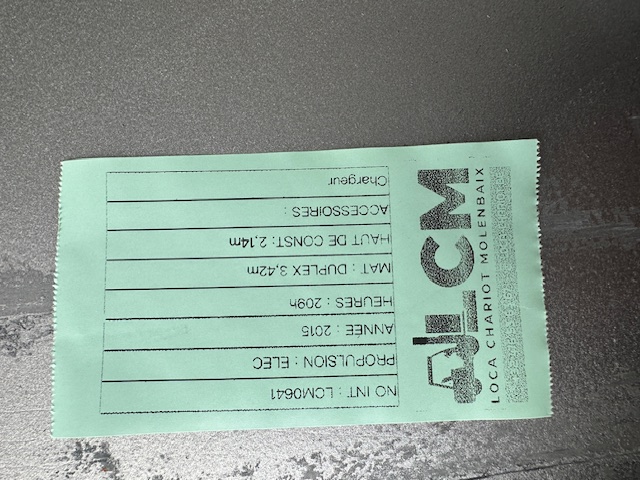 LCM
LOCA CHARIOT MOLENBAIX
NO INT : LCM0641
PROPULSION : ELEC
ANNÉE : 2015
HEURES : 209h
MAT : DUPLEX 3,42m
HAUT DE CONST: 2,14m
ACCESSOIRES :
Chargeur